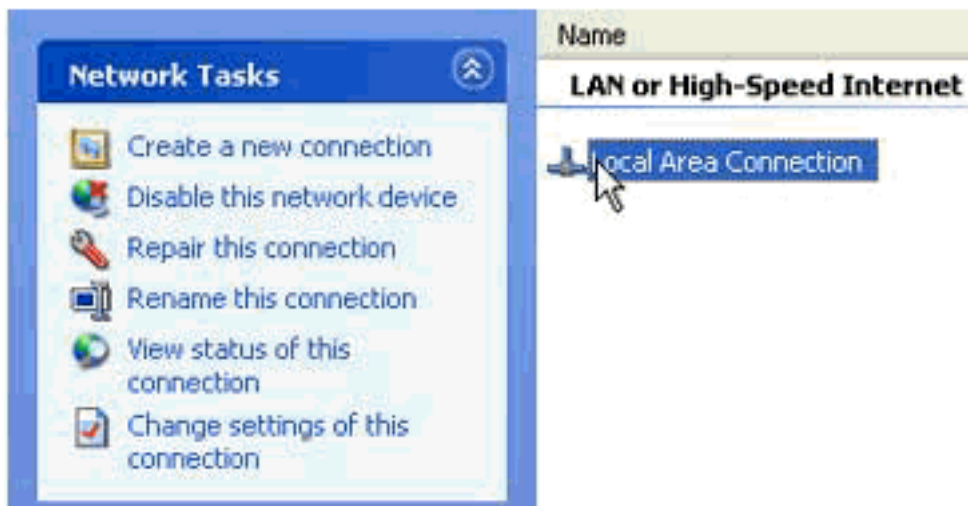 Network Tasks
Create a new connection
Disable this network device
Repair this connection
Rename this connection
View status of this
connection
Change settings of this
connection
Name
LAN or High-Speed Internet
Local Area Connection